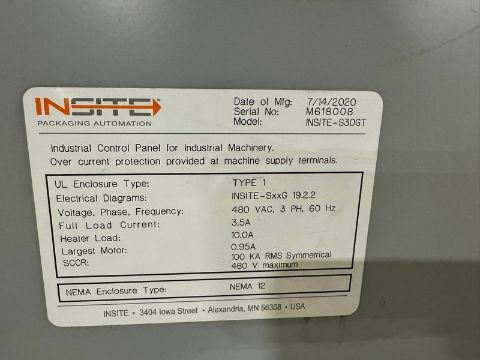 INSITE
PACKAGING AUTOMATION
Date of Mfg: 7/14/2020
Serial No: M618008
Model: INSITE-S30GT
Industrial Control Panel for Industrial Machinery.
Over current protection provided at machine supply terminals.
UL Enclosure Type: TYPE 1
Electrical Diagrams: INSITE-SxxG 19.2.2
Voltage, Phase, Frequency: 480 VAC, 3 PH, 60 Hz
Full Load Current: 3.5A
Heater Load: 10.0A
Largest Motor: 0.95A
SCCR: 100 KA RMS Symmetrical
480 V maximum
NEMA Enclosure Type: NEMA 12
INSITE • 3404 Iowa Street • Alexandria, MN 56308 • USA